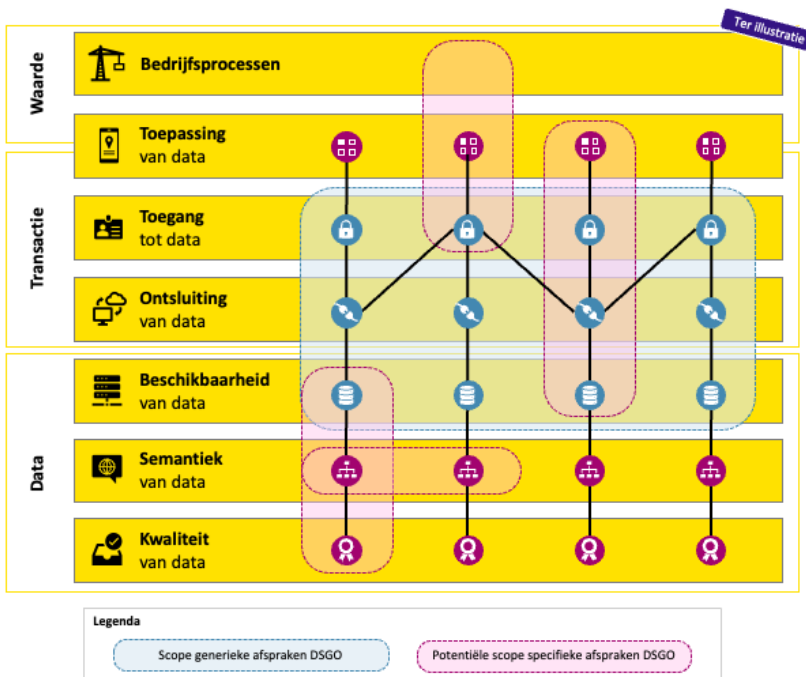 Ter illustratie
Waarde
Bedrijfsprocessen
Toepassing
van data
Transactie
Toegang
tot data
Ontsluiting
van data
Data
Beschikbaarheid
van data
Semantiek
van data
Kwaliteit
van data
Legenda
Scope generieke afspraken DSGO
Potentiële scope specifieke afspraken DSGO